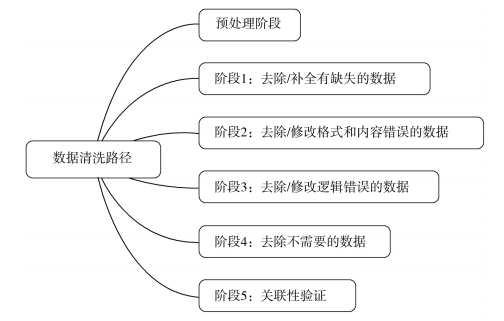 预处理阶段
阶段1：去除/补全有缺失的数据
阶段2：去除/修改格式和内容错误的数据
数据清洗路径
阶段3：去除/修改逻辑错误的数据
阶段4：去除不需要的数据
阶段5：关联性验证